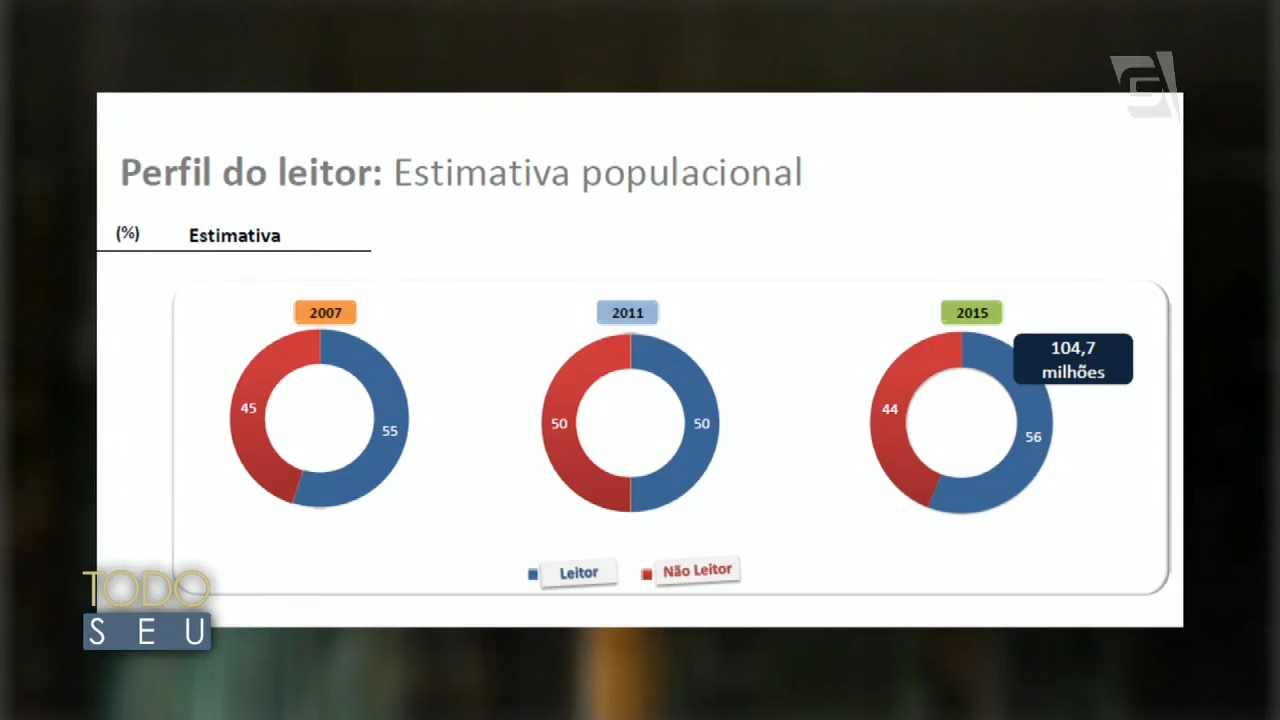 Perfil do leitor: Estimativa populacional
(%) Estimativa
2007 2011 2015
104,7
milhões
45 55 50 50 44 56
Leitor Não Leitor
TODO
SEU